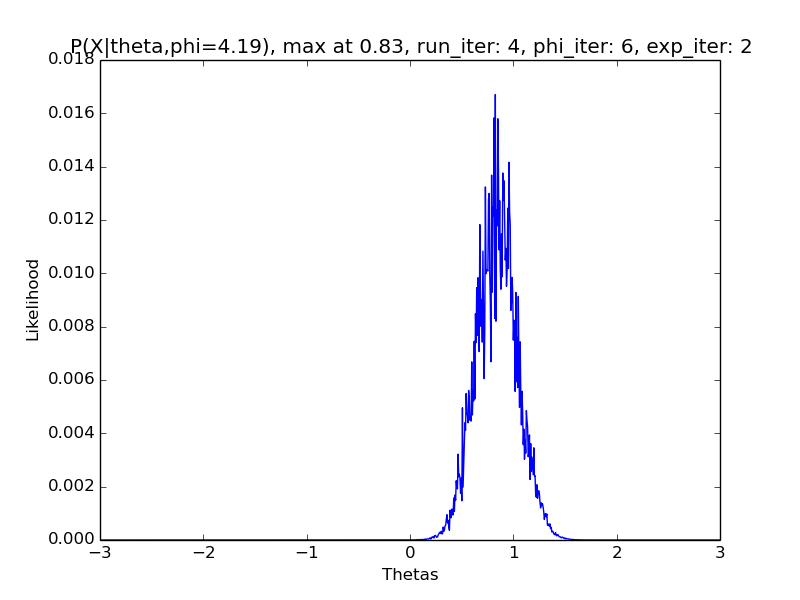 P(X|theta,phi=4.19), max at 0.83, run_iter: 4, phi_iter: 6, exp_iter: 2
0.018
0.016
0.014
0.012
0.010
0.008
0.006
0.004
0.002
0.000
Likelihood
−3 −2 −1 0 1 2 3
Thetas